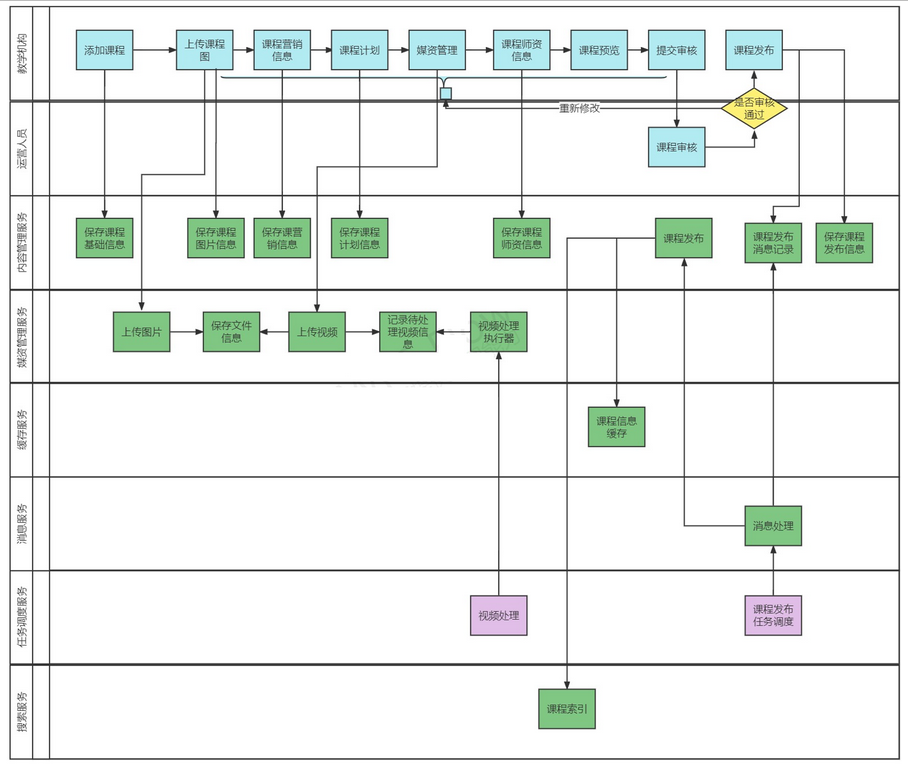 教学机构
添加课程
上传课程
图
课程营销
信息
课程计划
媒资管理
课程师资
信息
课程预览
提交审核
课程发布
运营人员
重新修改
是否审核
通过
课程审核
内容管理服务
保存课程
基础信息
保存课程
图片信息
保存课营
销信息
保存课程
计划信息
保存课程
师资信息
课程发布
课程发布
消息记录
保存课程
发布信息
媒资管理服务
上传图片
保存文件
信息
上传视频
记录待处
理视频信
息
视频处理
执行器
缓存服务
课程信息
缓存
消息服务
消息处理
任务调度服务
视频处理
课程发布
任务调度
搜索服务
课程索引